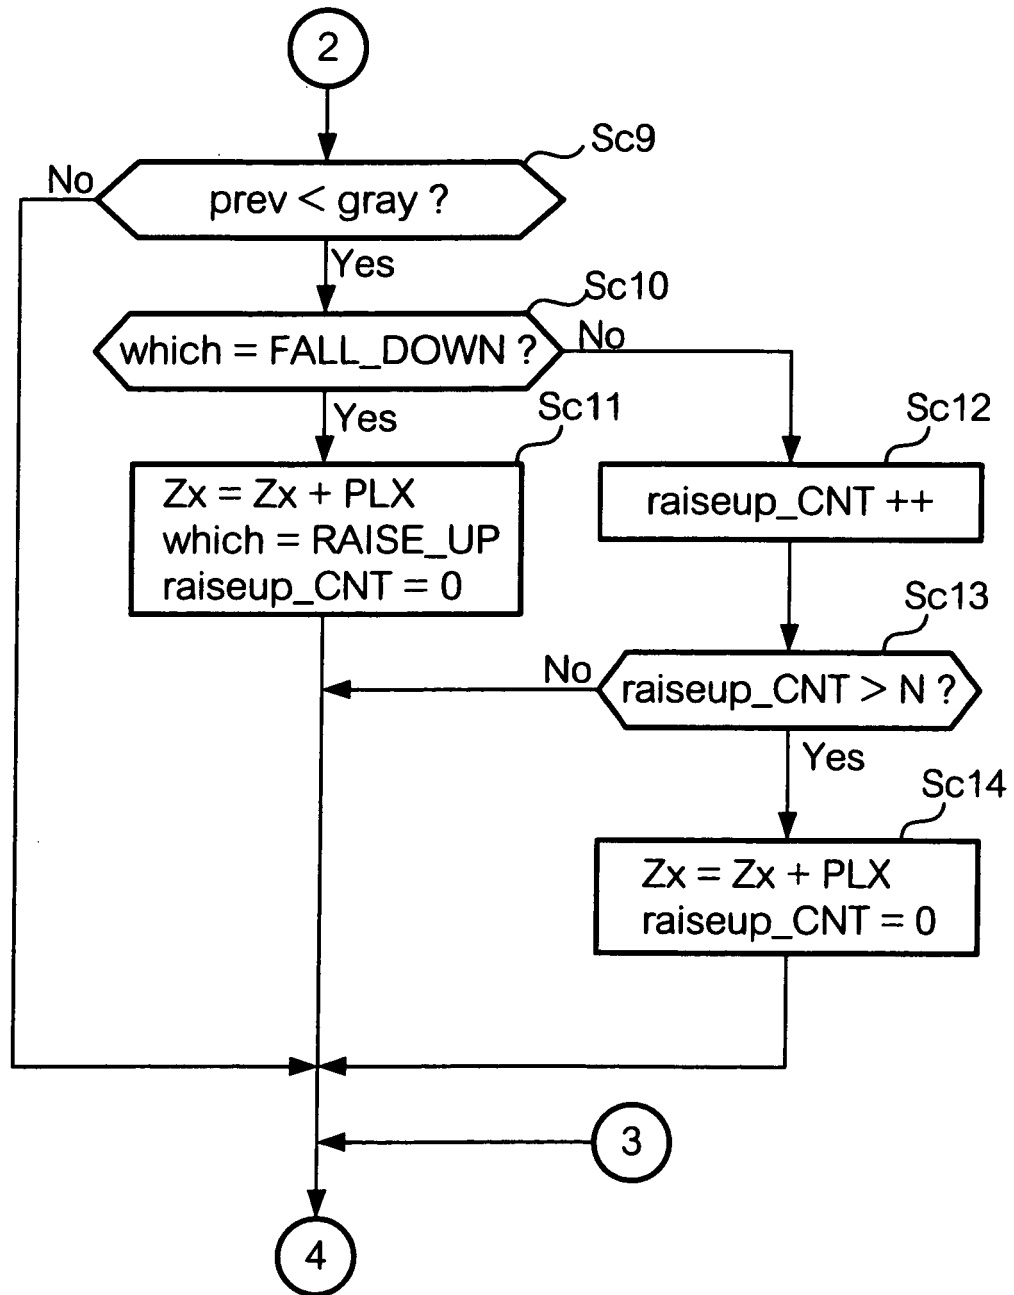 2
Sc9
No
prev < gray ?
Yes
Sc10
which = FALL_DOWN ?
No
Yes
Sc11
Sc12
Zx = Zx + PLX
which = RAISE_UP
raiseup_CNT = 0
raiseup_CNT ++
Sc13
No
raiseup_CNT > N ?
Yes
Sc14
Zx = Zx + PLX
raiseup_CNT = 0
3
4